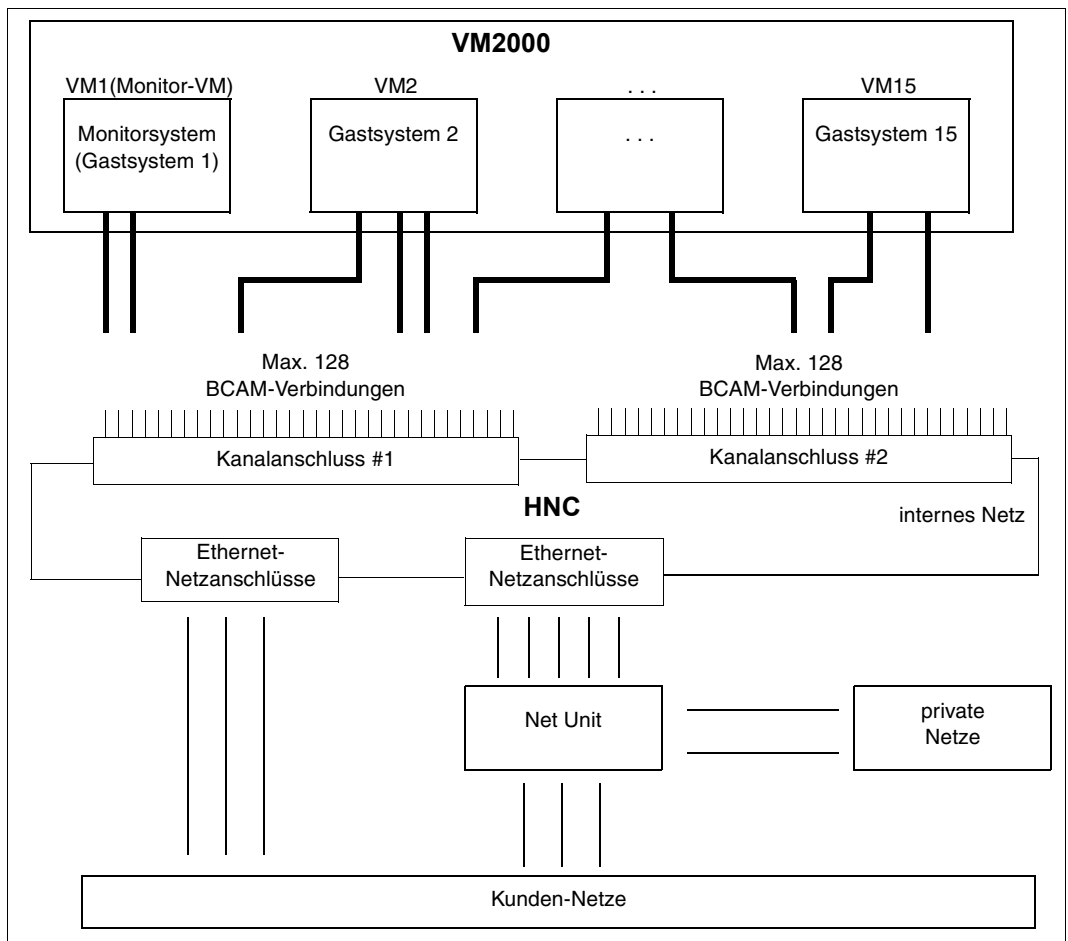 VM2000
VM1(Monitor-VM)
VM2
. . .
VM15
Monitorsystem
(Gastsystem 1)
Gastsystem 2
. . .
Gastsystem 15
Max. 128
BCAM-Verbindungen
Max. 128
BCAM-Verbindungen
Kanalanschluss #1
Kanalanschluss #2
HNC
internes Netz
Ethernet-
Netzanschlüsse
Ethernet-
Netzanschlüsse
Net Unit
private
Netze
Kunden-Netze